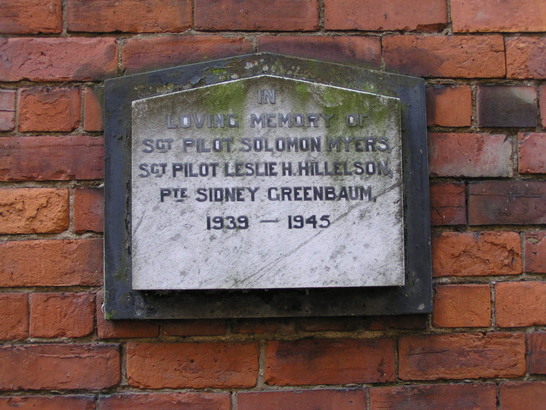 IN
LOVING MEMORY OF
SGT PILOT SOLOMON MYERS,
SGT PILOT LESLIE H. HILLELSON,
PTE SIDNEY GREENBAUM,
1939 — 1945